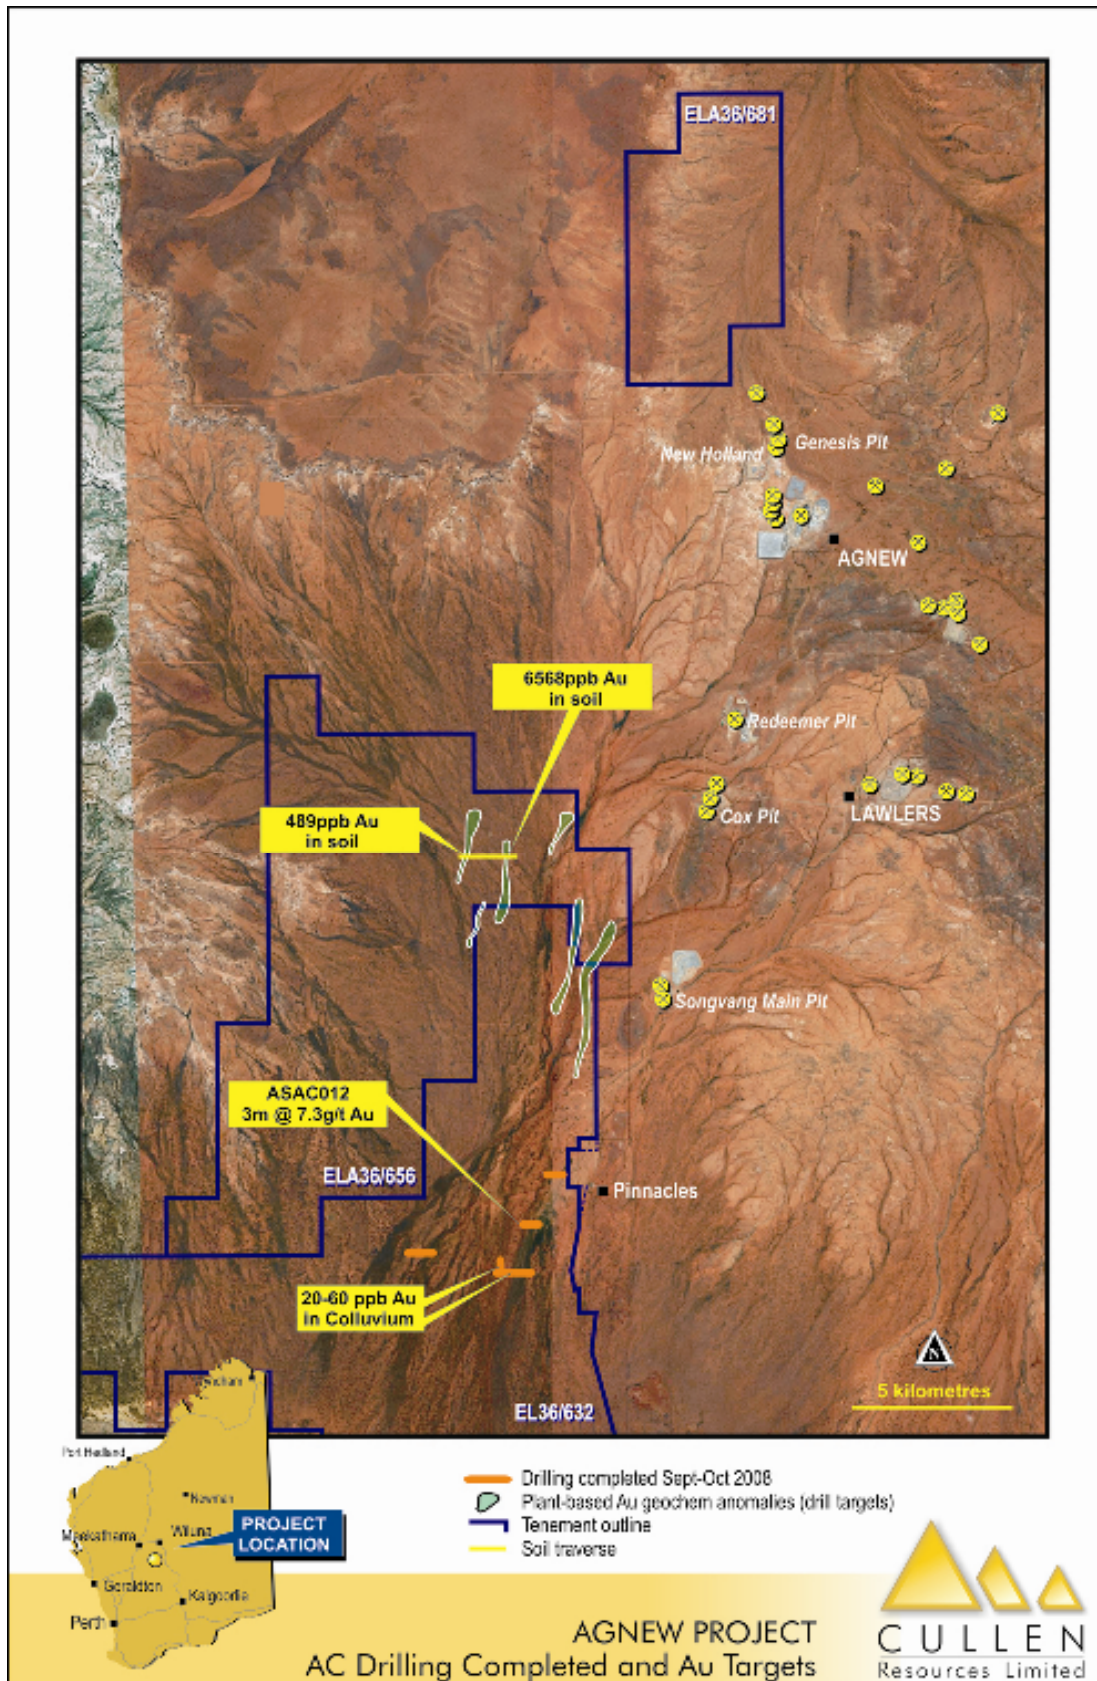 ELA36/681
Genesis Pit
New Holland
AGNEW
6568ppb Au
in soil
Redeemer Pit
LAWLERS
Cox Pit
489ppb Au
in soil
Songvang Main Pit
ASAC012
3m @ 7.3g/t Au
ELA36/656
Pinnacles
20-60 ppb Au
in Colluvium
N
5 kilometres
EL36/632
Wyndham
Port Hedland
Newman
Meekatharra
Wiluna
PROJECT
LOCATION
Geraldton
Kalgoorlie
Perth
Drilling completed Sept-Oct 2008
Plant-based Au geochem anomalies (drill targets)
Tenement outline
Soil traverse
AGNEW PROJECT
AC Drilling Completed and Au Targets
CULLEN
Resources Limited